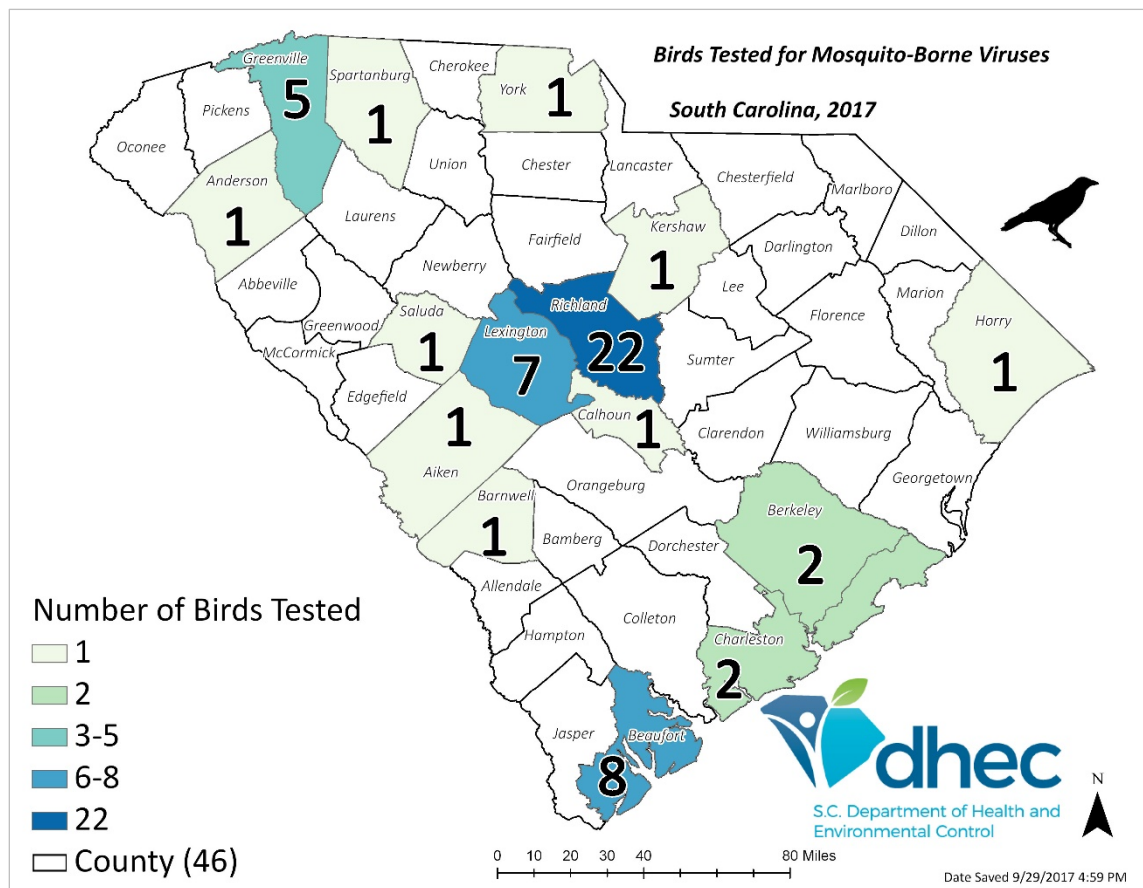 Birds Tested for Mosquito-Borne Viruses
South Carolina, 2017
Greenville
5
Spartanburg
1
Cherokee
York
1
Pickens
Oconee
Union
Chester
Lancaster
Chesterfield
Marlboro
Anderson
1
Laurens
Fairfield
Kershaw
1
Darlington
Dillon
Newberry
Abbeville
Greenwood
Saluda
1
Lexington
7
Richland
22
Lee
Florence
Marion
Horry
1
McCormick
Edgefield
Sumter
Aiken
1
Calhoun
1
Clarendon
Williamsburg
Georgetown
Orangeburg
Barnwell
1
Bamberg
Berkeley
2
Dorchester
Allendale
Colleton
Hampton
Charleston
2
Jasper
Beaufort
8
Number of Birds Tested
1
2
3-5
6-8
22
County (46)
dhec
S.C. Department of Health and
Environmental Control
N
0 10 20 30 40 80 Miles
Date Saved 9/29/2017 4:59 PM